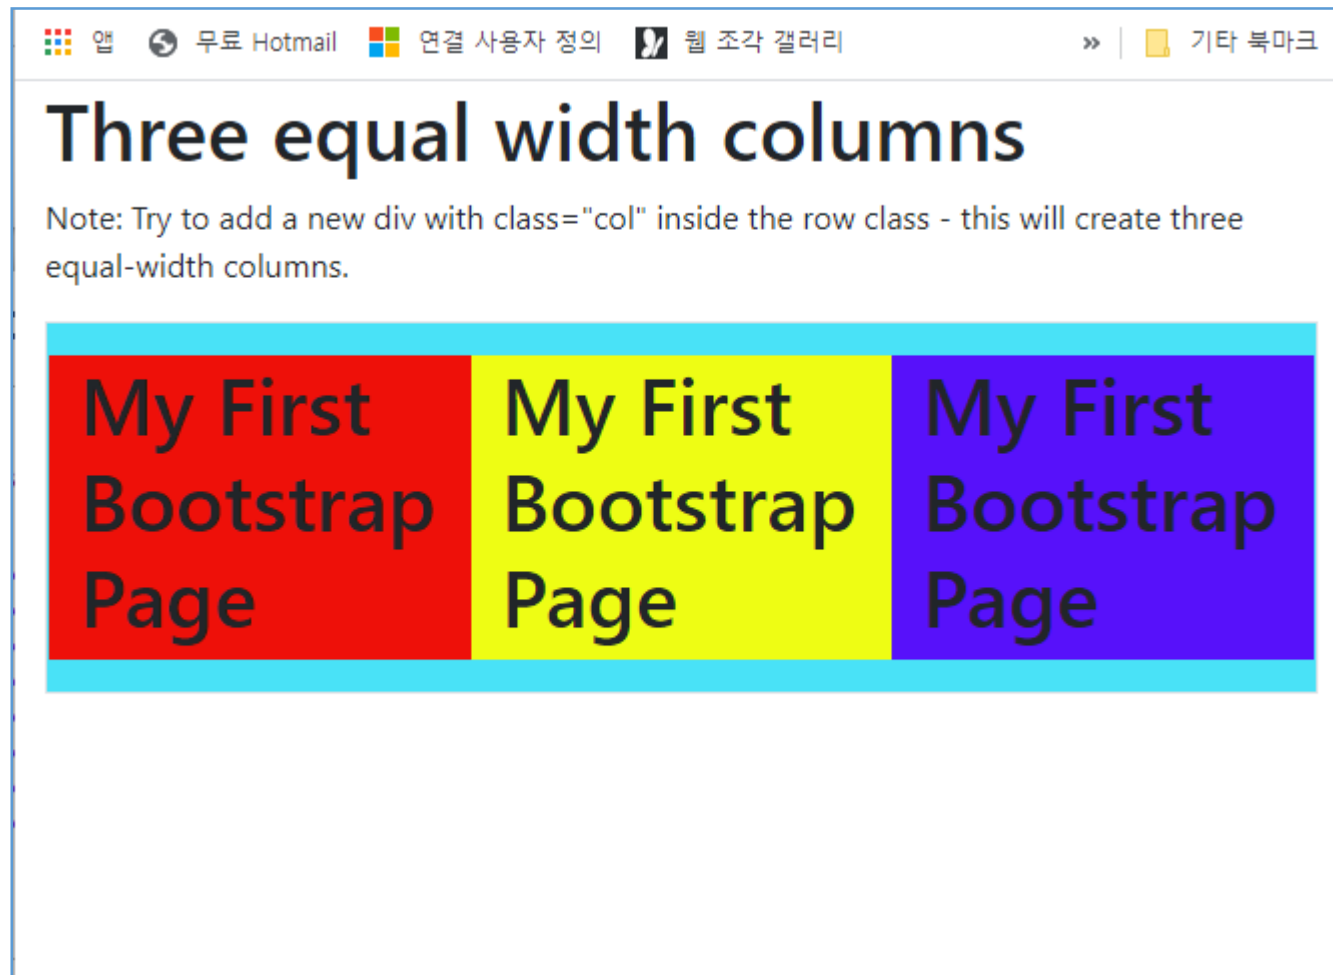 앱 무료 Hotmail 연결 사용자 정의 웹 조각 갤러리 » 기타 북마크
Three equal width columns
Note: Try to add a new div with class="col" inside the row class - this will create three
equal-width columns.
My First
Bootstrap
Page
My First
Bootstrap
Page
My First
Bootstrap
Page